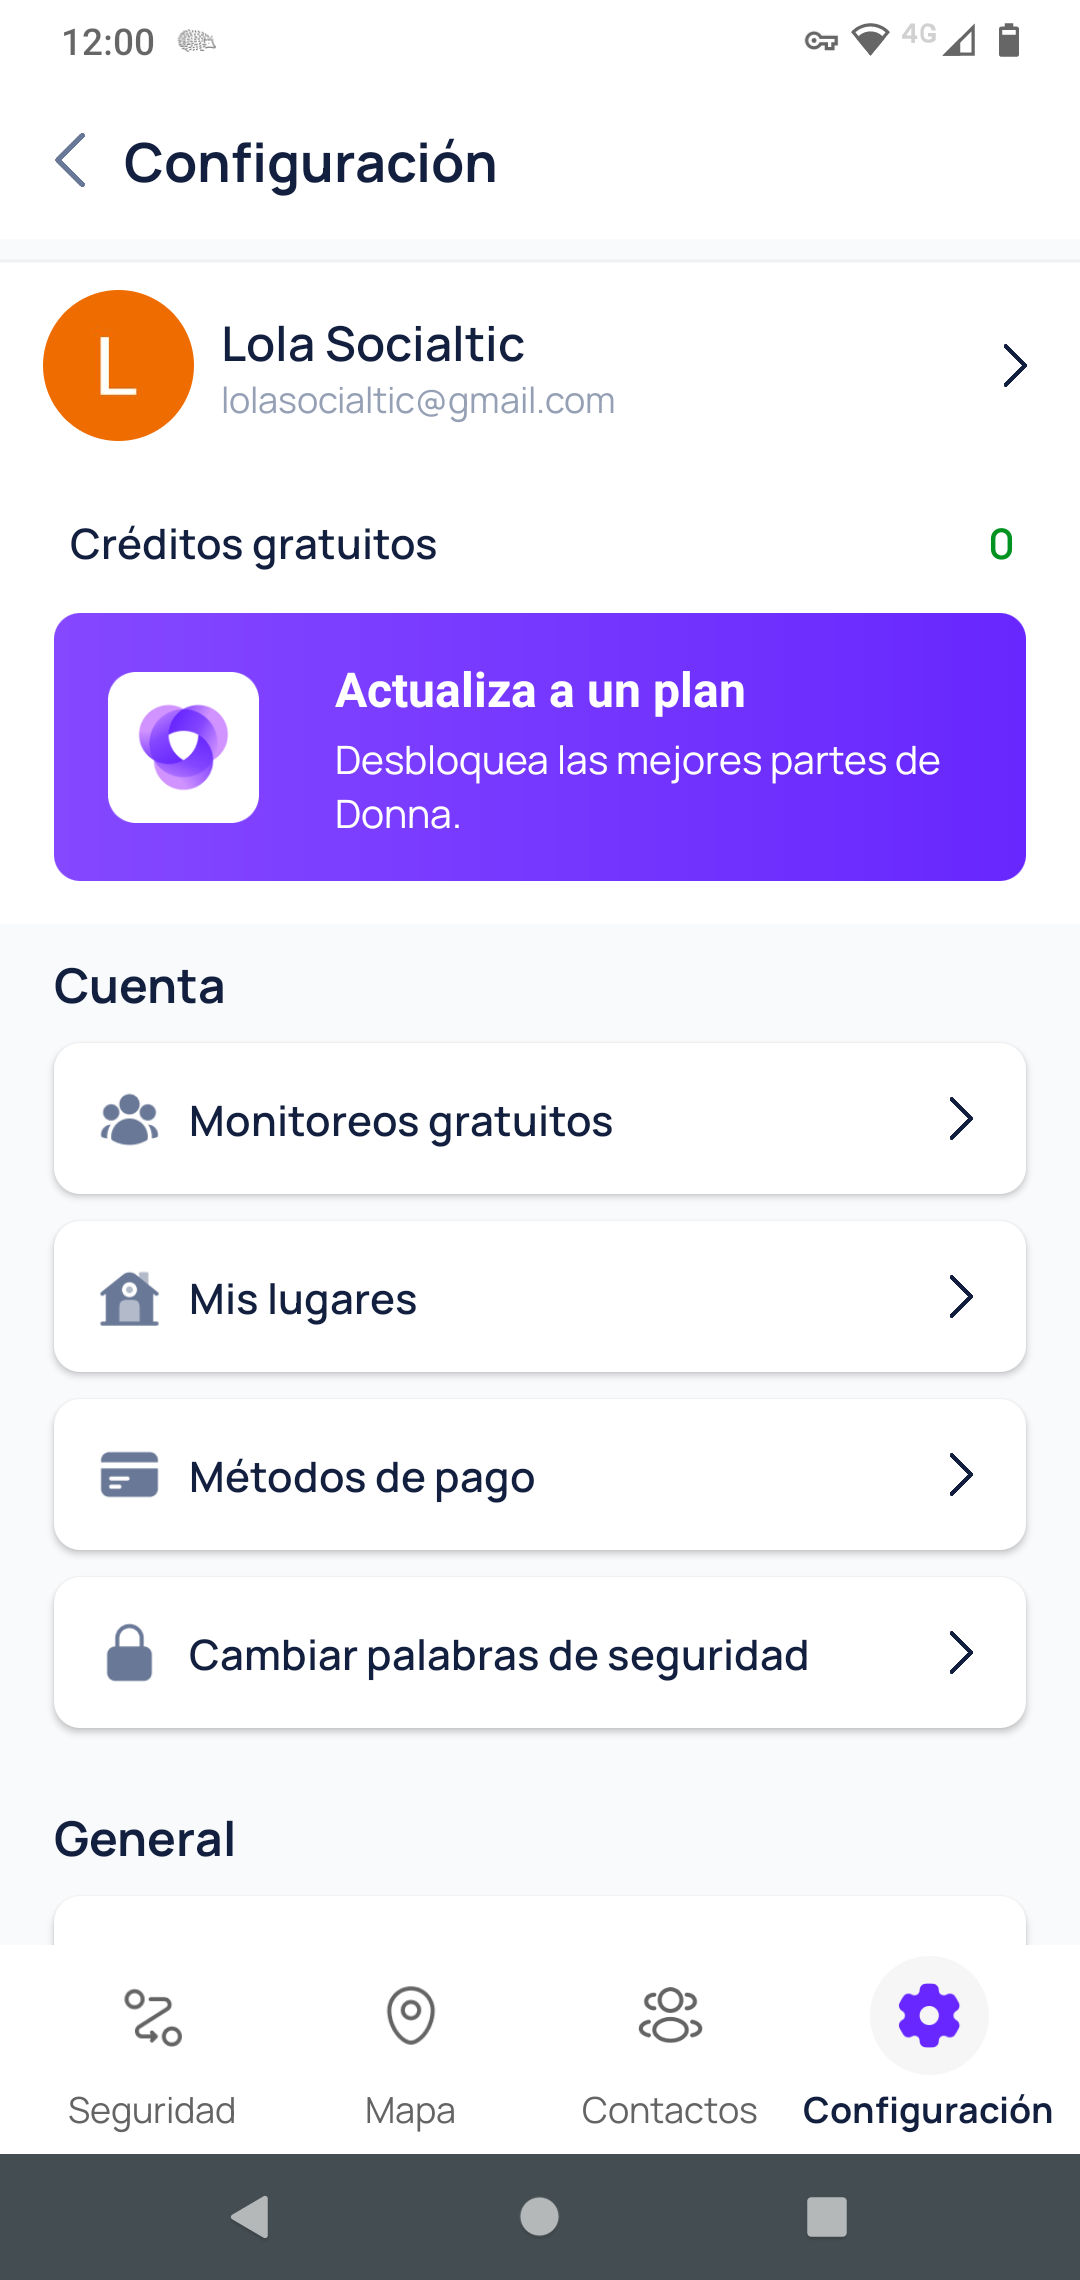 12:00
4G
Configuración
L
Lola Socialtic
lolasocialtic@gmail.com
Créditos gratuitos
0
Actualiza a un plan
Desbloquea las mejores partes de
Donna.
Cuenta
Monitoreos gratuitos
Mis lugares
Métodos de pago
Cambiar palabras de seguridad
General
Seguridad
Mapa
Contactos
Configuración